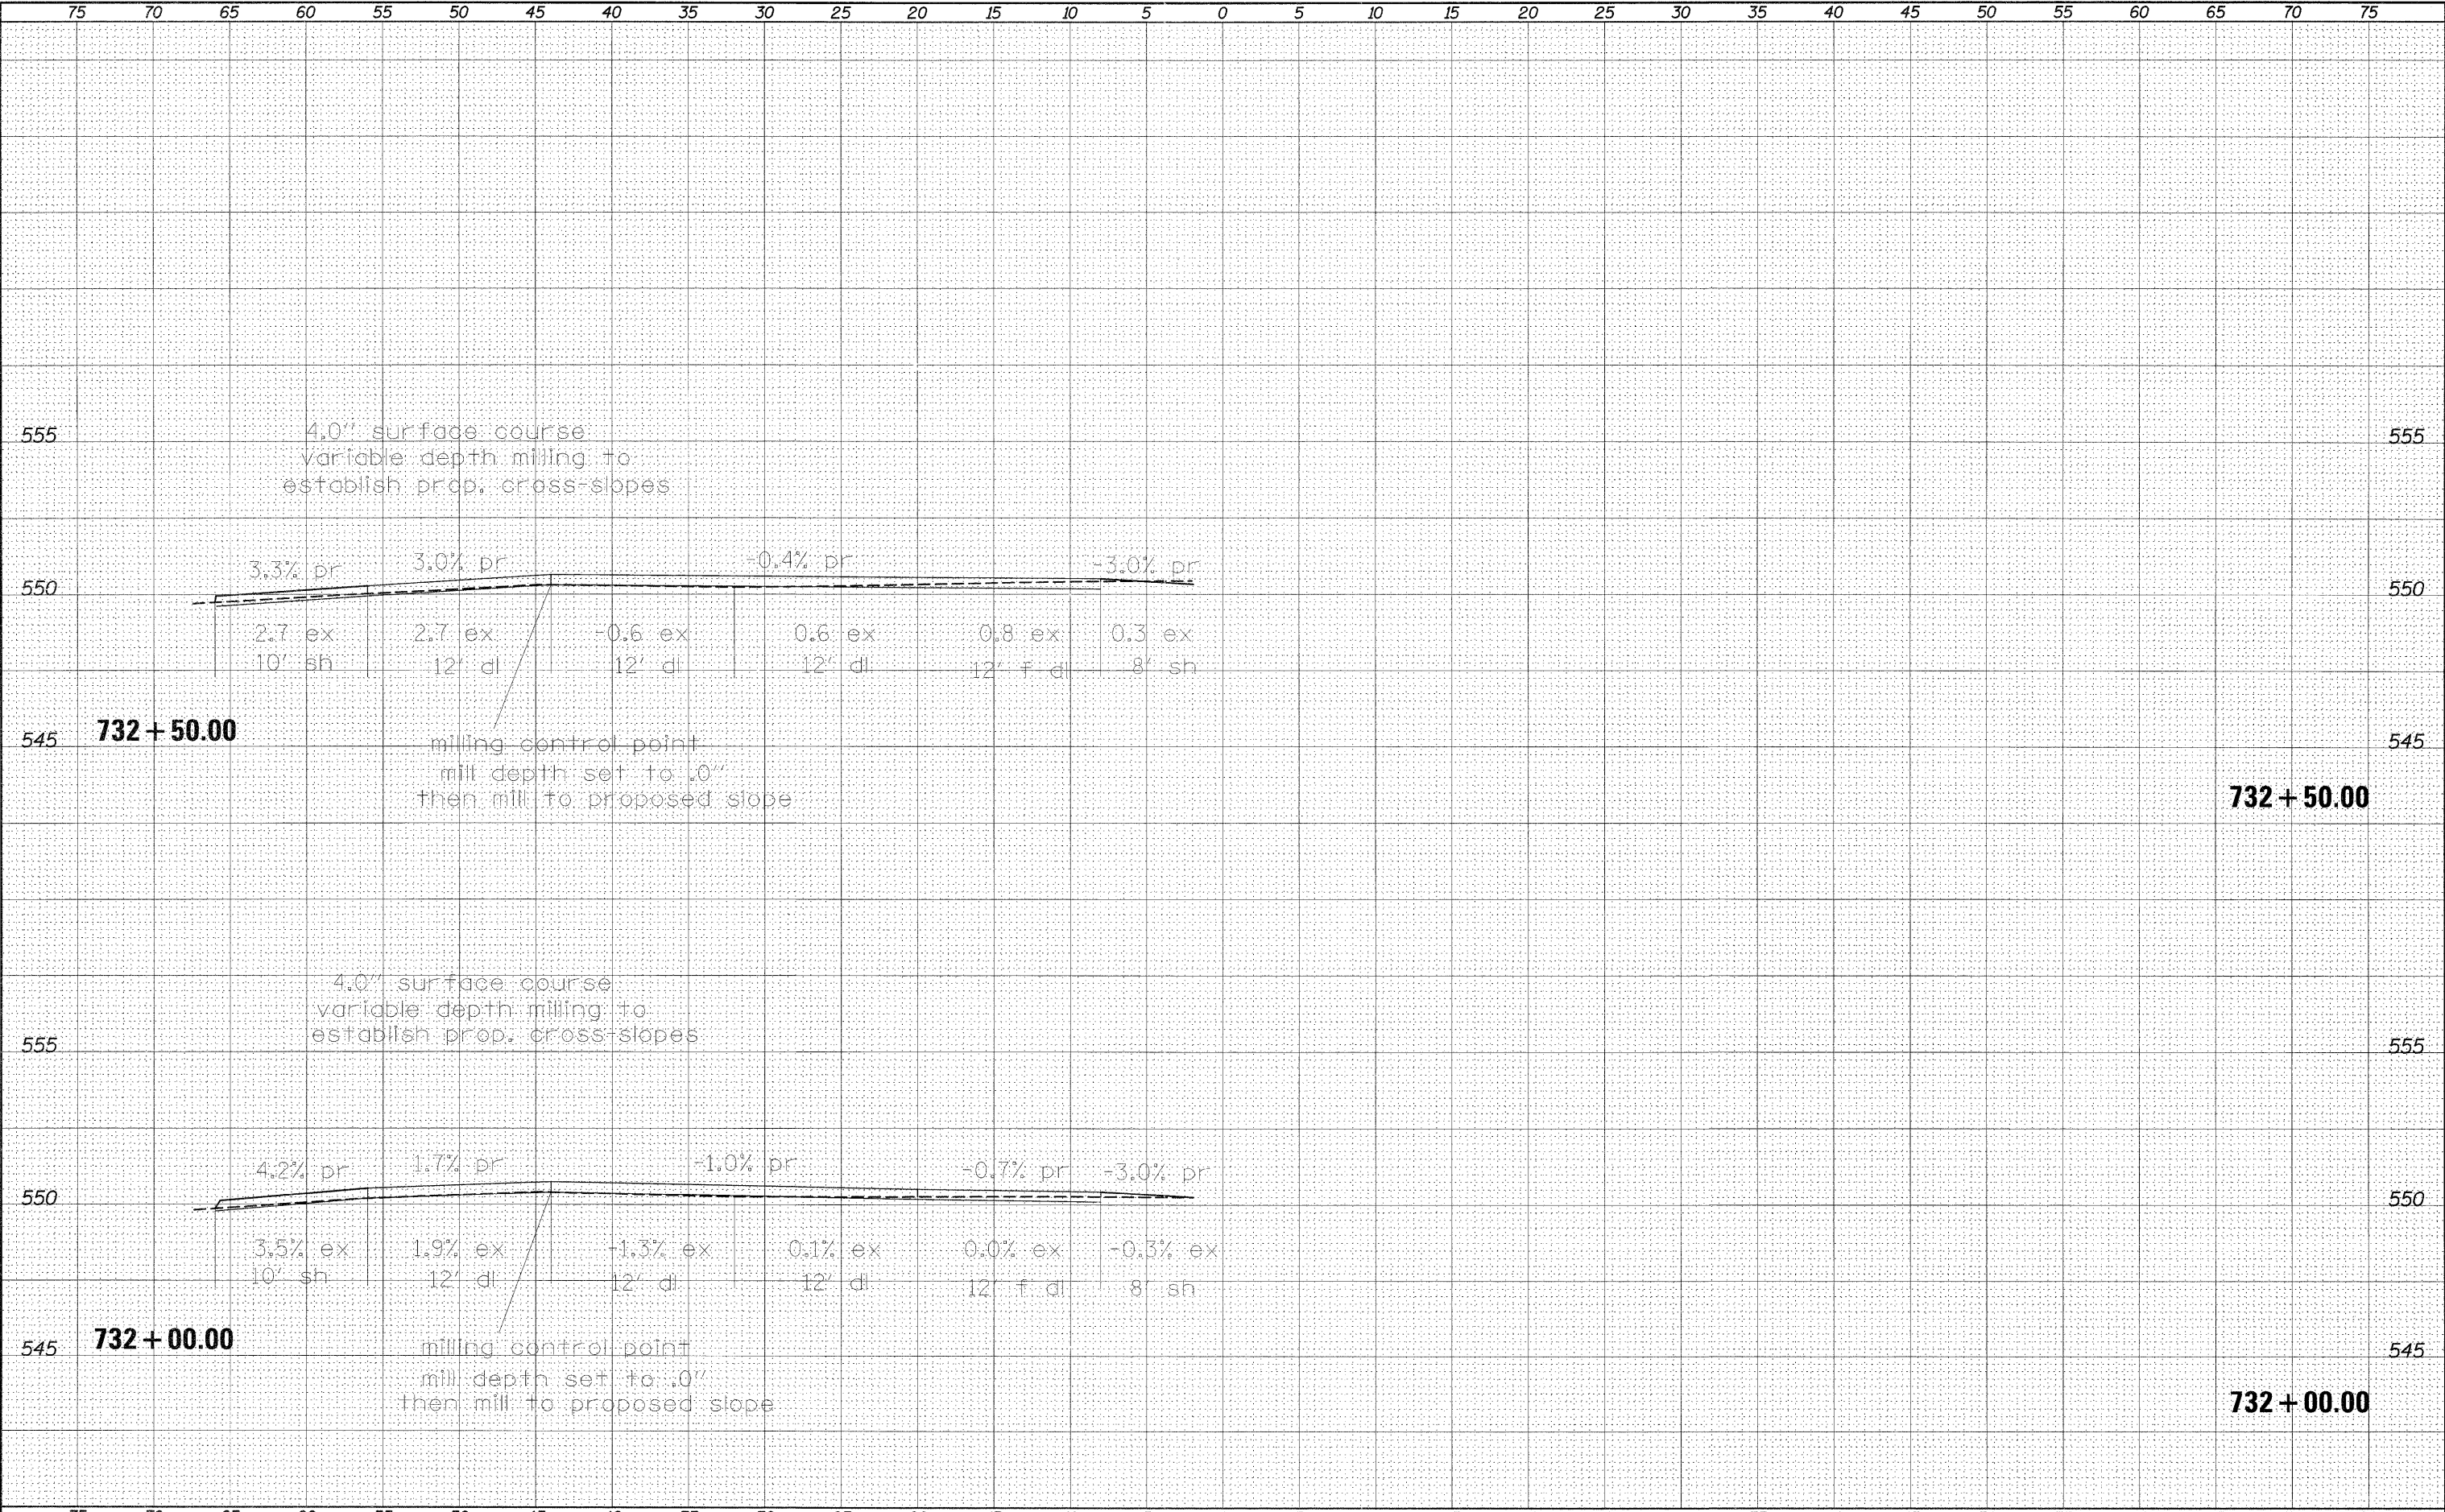 75 70 65 60 55 50 45 40 35 30 25 20 15 10 5 0 5 10 15 20 25 30 35 40 45 50 55 60 65 70 75
555 4.0" surface course 555
variable depth milling to
establish prop. cross-slopes
3.3% pr 3.0% pr -0.4% pr -3.0% pr
550 550
2.7 ex 2.7 ex -0.6 ex 0.6 ex 0.8 ex 0.3 ex
10' sh 12' dl 12' dl 12' dl 12' f dl 8' sh
732+50.00
545 milling control point 545
mill depth set to .0"
then mill to proposed slope 732+50.00
4.0" surface course
variable depth milling to
establish prop. cross-slopes
555 555
4.2% pr 1.7% pr -1.0% pr -0.7% pr -3.0% pr
550 550
3.5% ex 1.9% ex -1.3% ex 0.1% ex 0.0% ex -0.3% ex
10' sh 12' dl 12' dl 12' dl 12' f dl 8' sh
732+00.00
545 milling control point 545
mill depth set to .0"
then mill to proposed slope 732+00.00